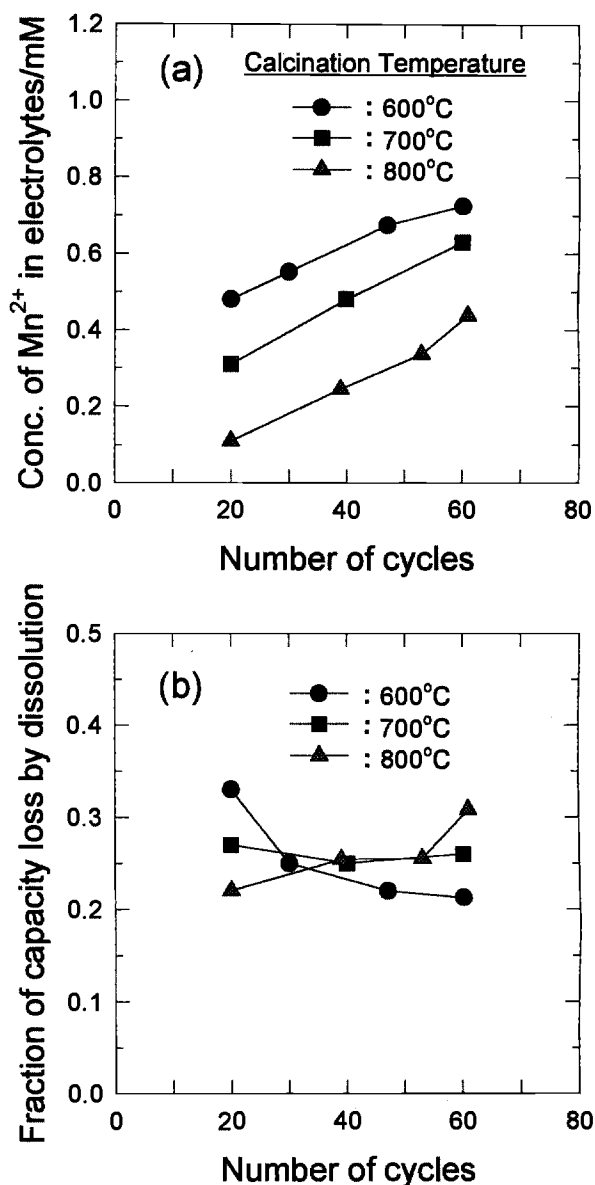 1.2
1.0
0.8
0.6
0.4
0.2
0.0
Conc. of Mn²⁺ in electrolytes/mM
(a)
Calcination Temperature
: 600°C
: 700°C
: 800°C
0 20 40 60 80
Number of cycles
0.5
0.4
0.3
0.2
0.1
0.0
Fraction of capacity loss by dissolution
(b)
: 600°C
: 700°C
: 800°C
0 20 40 60 80
Number of cycles